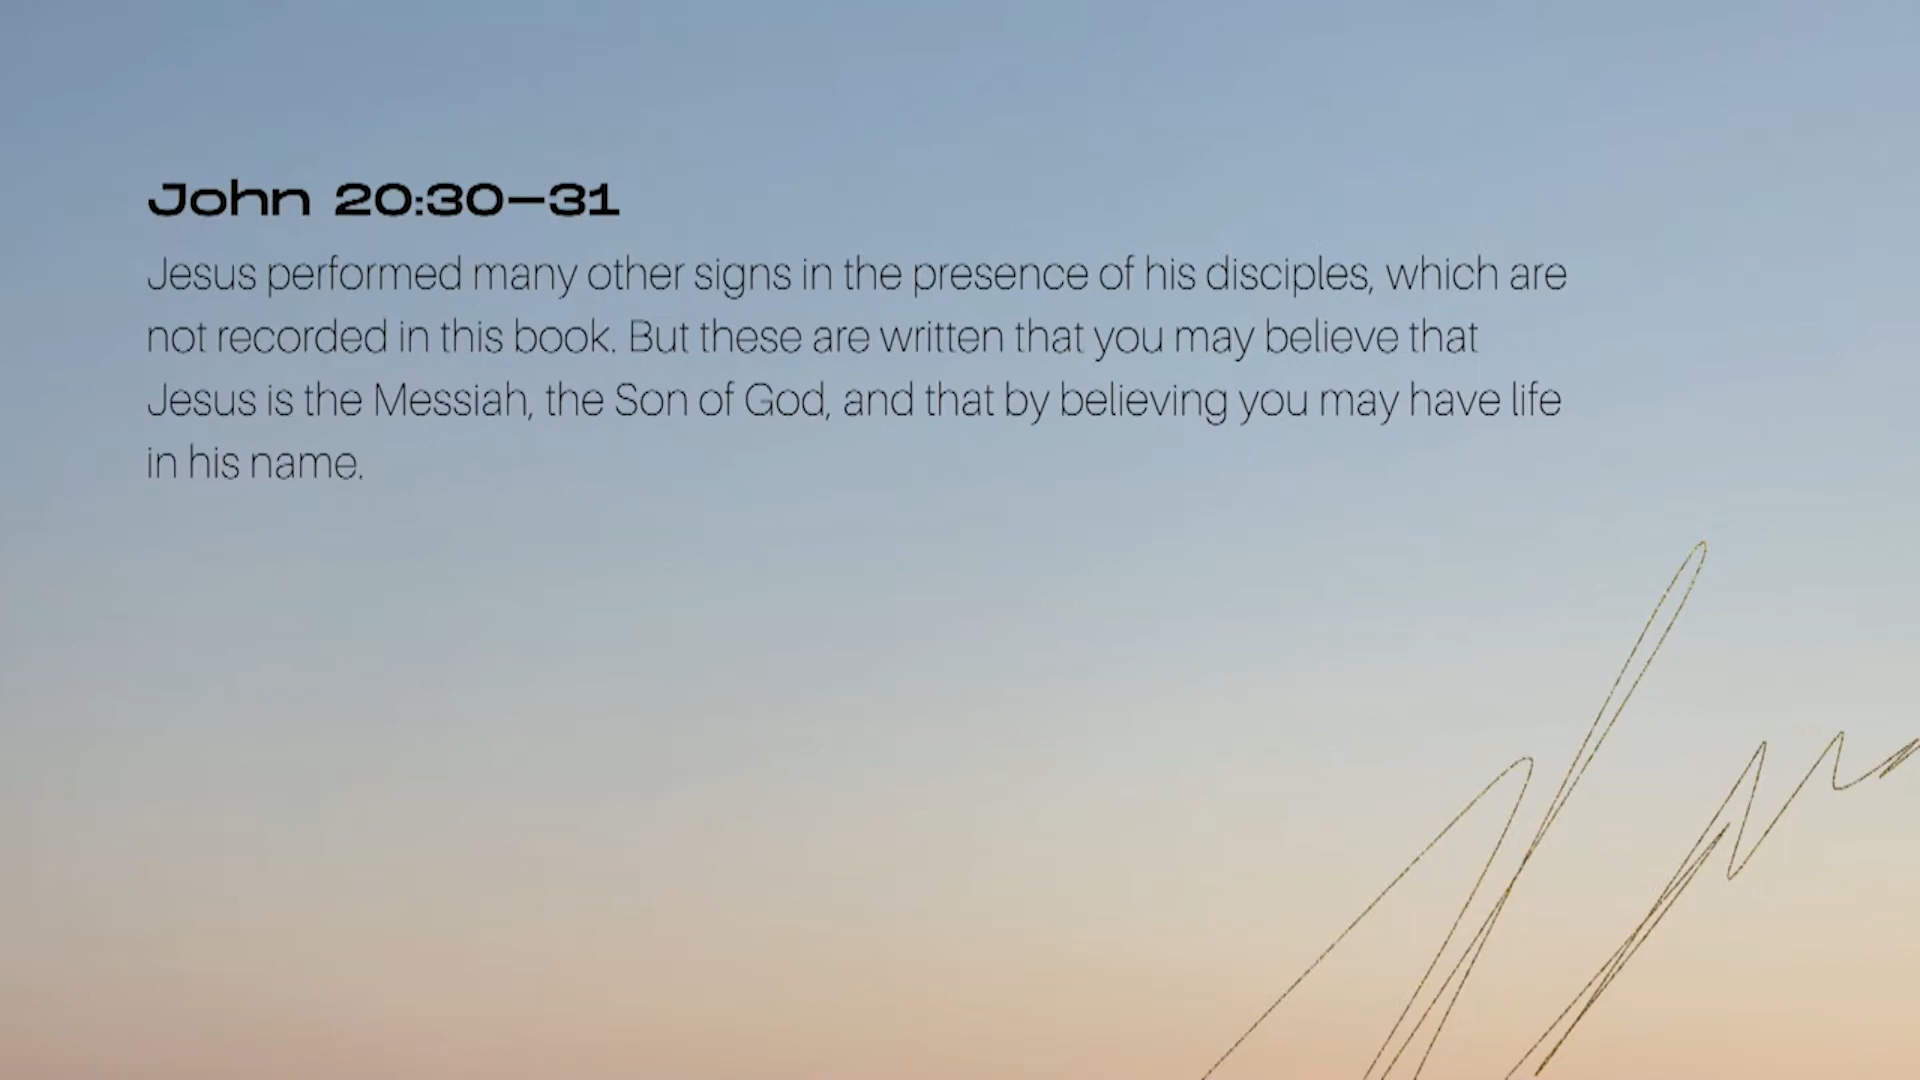 John 20:30–31
Jesus performed many other signs in the presence of his disciples, which are
not recorded in this book. But these are written that you may believe that
Jesus is the Messiah, the Son of God, and that by believing you may have life
in his name.